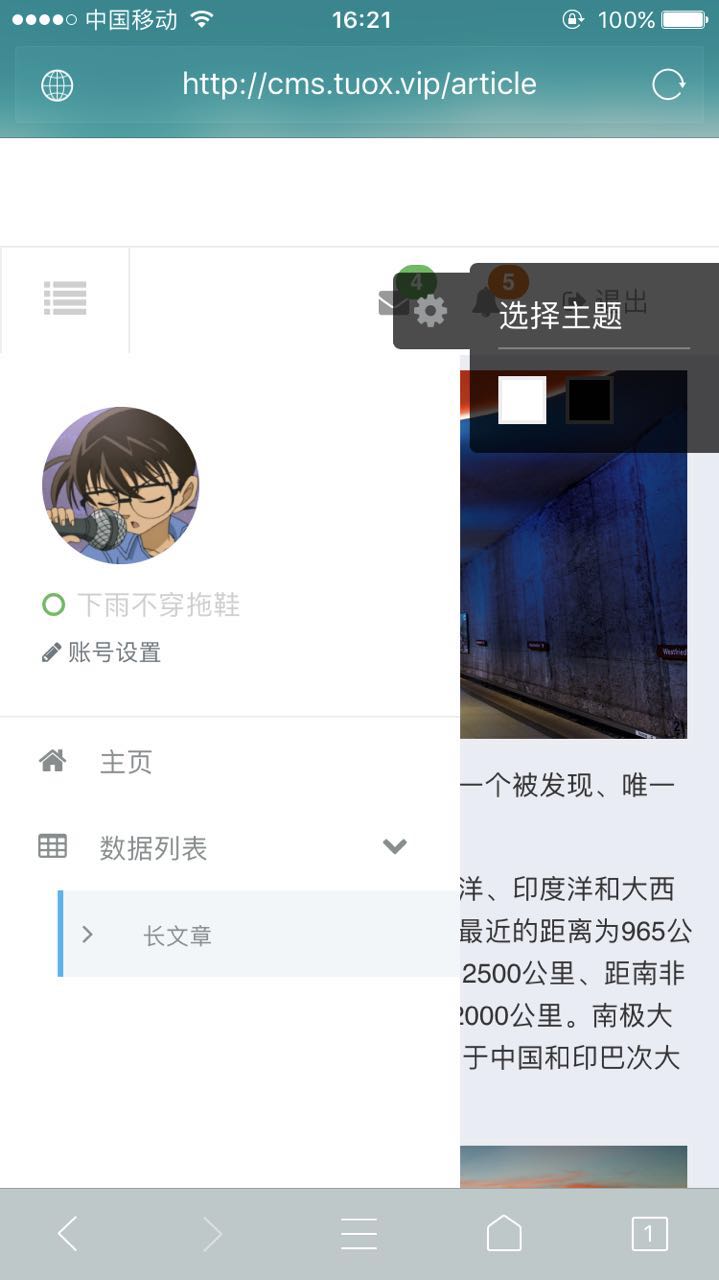 中国移动
16:21
100%
http://cms.tuox.vip/article
4
5
退出
选择主题
下雨不穿拖鞋
账号设置
主页
数据列表
长文章
一个被发现、唯一
洋、印度洋和大西
最近的距离为965公
2500公里、距南非
2000公里。南极大
于中国和印巴次大
1